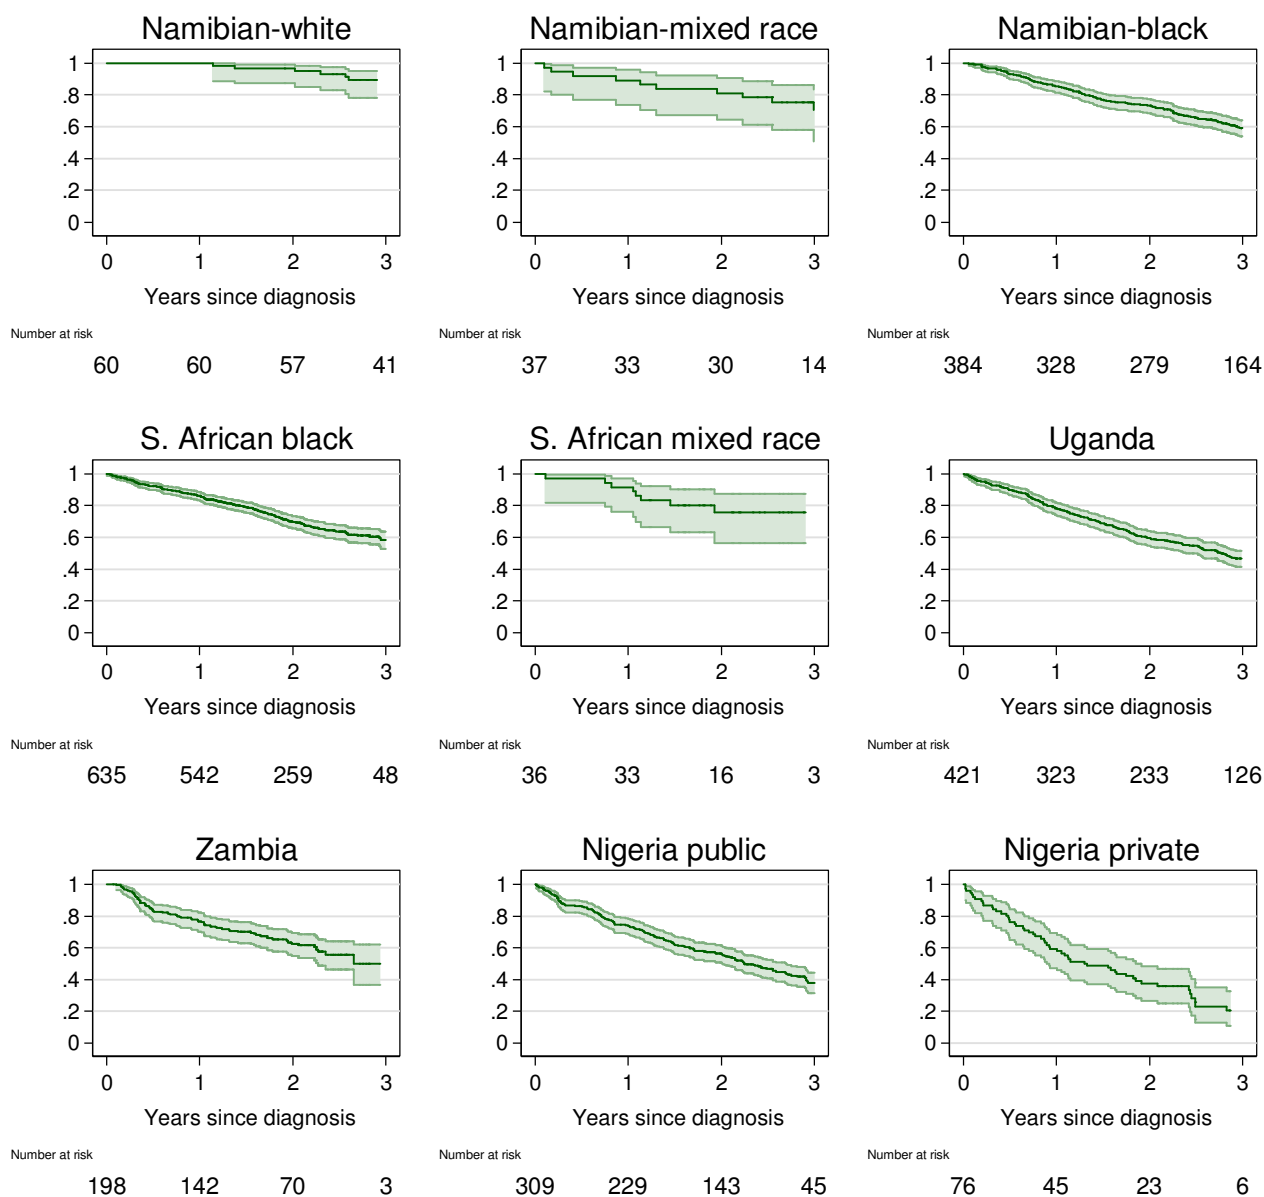 Namibian-white
1
.8
.6
.4
.2
0
0 1 2 3
Years since diagnosis
Number at risk
60 60 57 41
Namibian-mixed race
1
.8
.6
.4
.2
0
0 1 2 3
Years since diagnosis
Number at risk
37 33 30 14
Namibian-black
1
.8
.6
.4
.2
0
0 1 2 3
Years since diagnosis
Number at risk
384 328 279 164
S. African black
1
.8
.6
.4
.2
0
0 1 2 3
Years since diagnosis
Number at risk
635 542 259 48
S. African mixed race
1
.8
.6
.4
.2
0
0 1 2 3
Years since diagnosis
Number at risk
36 33 16 3
Uganda
1
.8
.6
.4
.2
0
0 1 2 3
Years since diagnosis
Number at risk
421 323 233 126
Zambia
1
.8
.6
.4
.2
0
0 1 2 3
Years since diagnosis
Number at risk
198 142 70 3
Nigeria public
1
.8
.6
.4
.2
0
0 1 2 3
Years since diagnosis
Number at risk
309 229 143 45
Nigeria private
1
.8
.6
.4
.2
0
0 1 2 3
Years since diagnosis
Number at risk
76 45 23 6